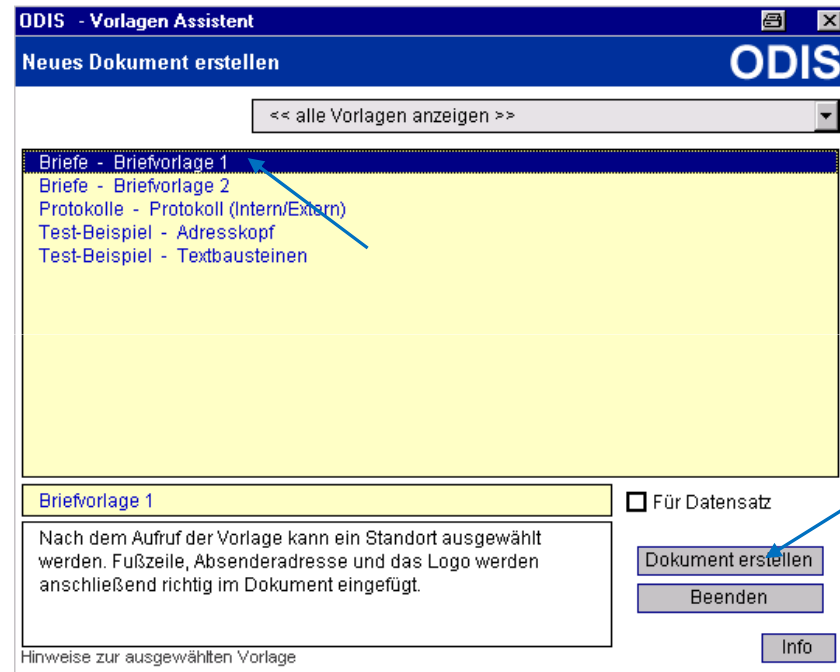 ODIS - Vorlagen Assistent
Neues Dokument erstellen
ODIS
<< alle Vorlagen anzeigen >>
Briefe - Briefvorlage 1
Briefe - Briefvorlage 2
Protokolle - Protokoll (Intern/Extern)
Test-Beispiel - Adresskopf
Test-Beispiel - Textbausteinen
Briefvorlage 1
Für Datensatz
Nach dem Aufruf der Vorlage kann ein Standort ausgewählt
werden. Fußzeile, Absenderadresse und das Logo werden
anschließend richtig im Dokument eingefügt.
Dokument erstellen
Beenden
Info
Hinweise zur ausgewählten Vorlage